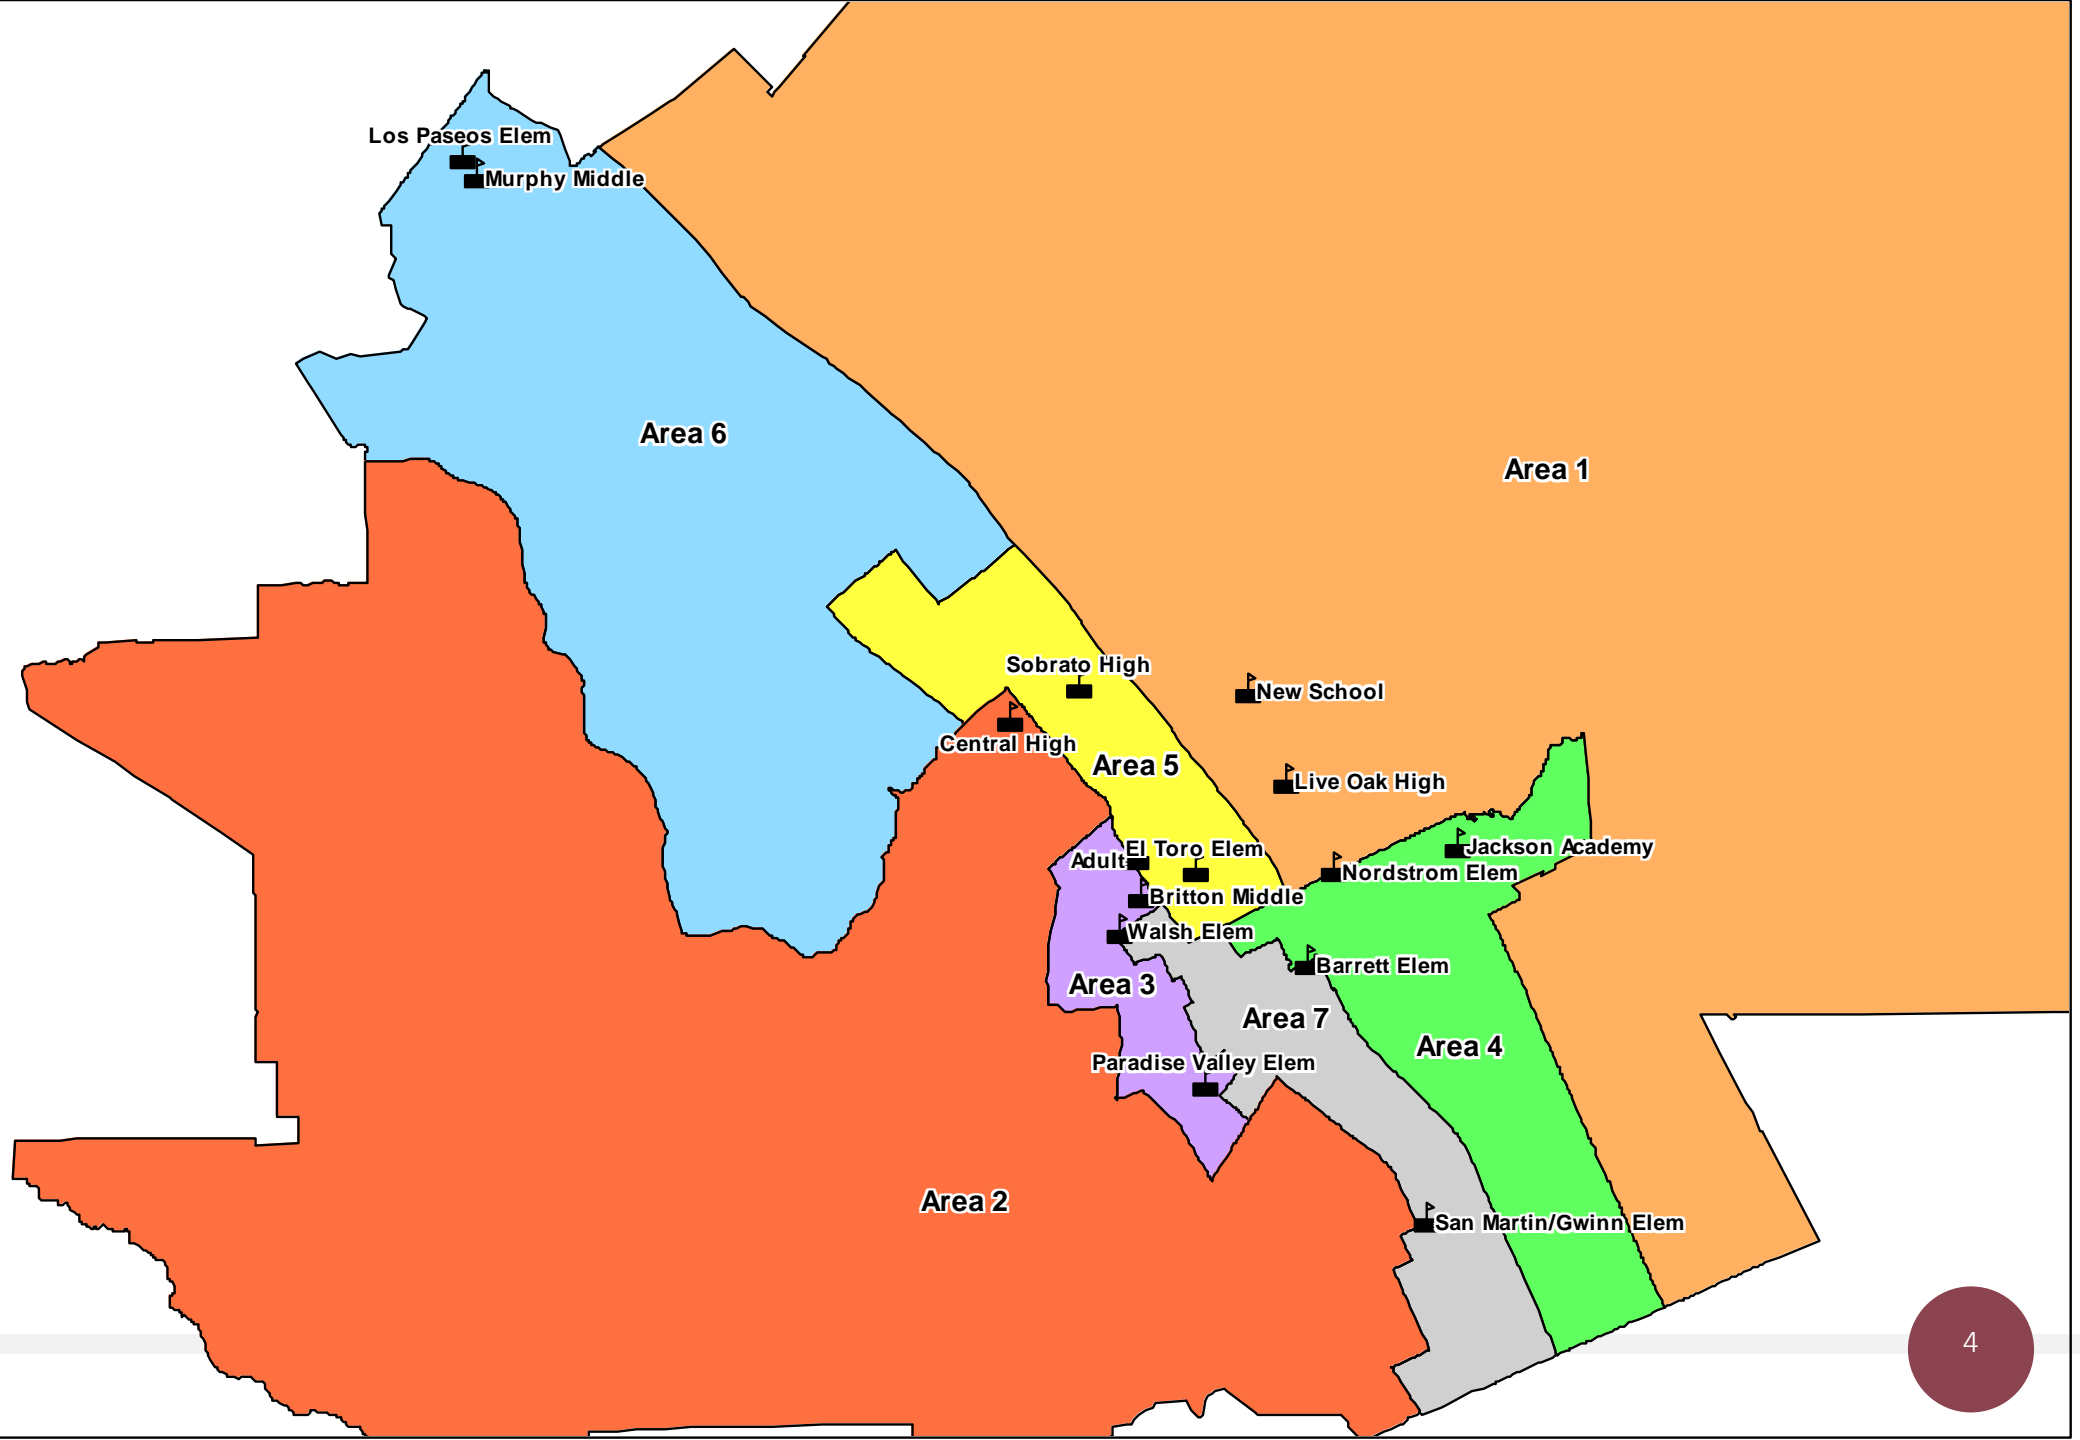 Los Paseos Elem
Murphy Middle
Area 6
Area 1
Sobrato High
New School
Central High
Area 5
Live Oak High
El Toro Elem
Jackson Academy
Adult
Nordstrom Elem
Britton Middle
Walsh Elem
Barrett Elem
Area 3
Area 7
Area 4
Paradise Valley Elem
Area 2
San Martin/Gwinn Elem
4